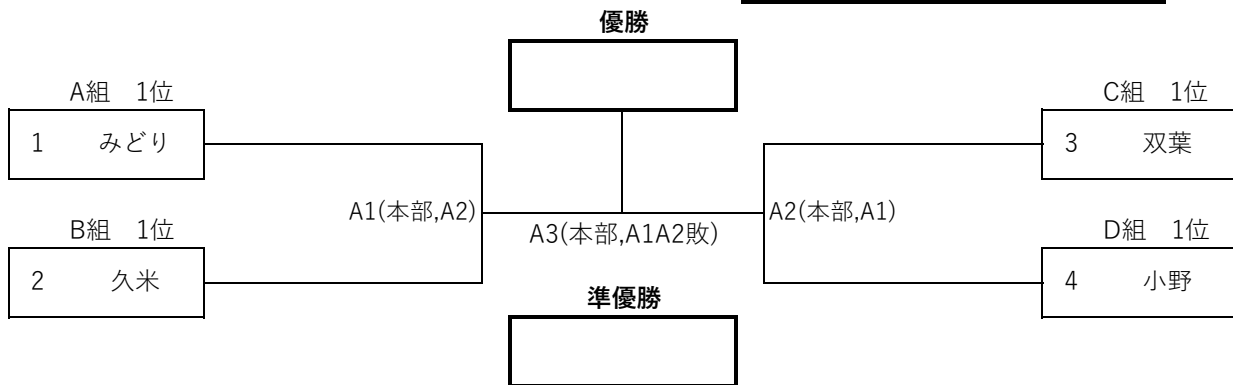 優勝
A組　1位
C組　1位
1　みどり
3　双葉
A1(本部,A2)
A2(本部,A1)
B組　1位
A3(本部,A1A2敗)
D組　1位
2　久米
4　小野
準優勝